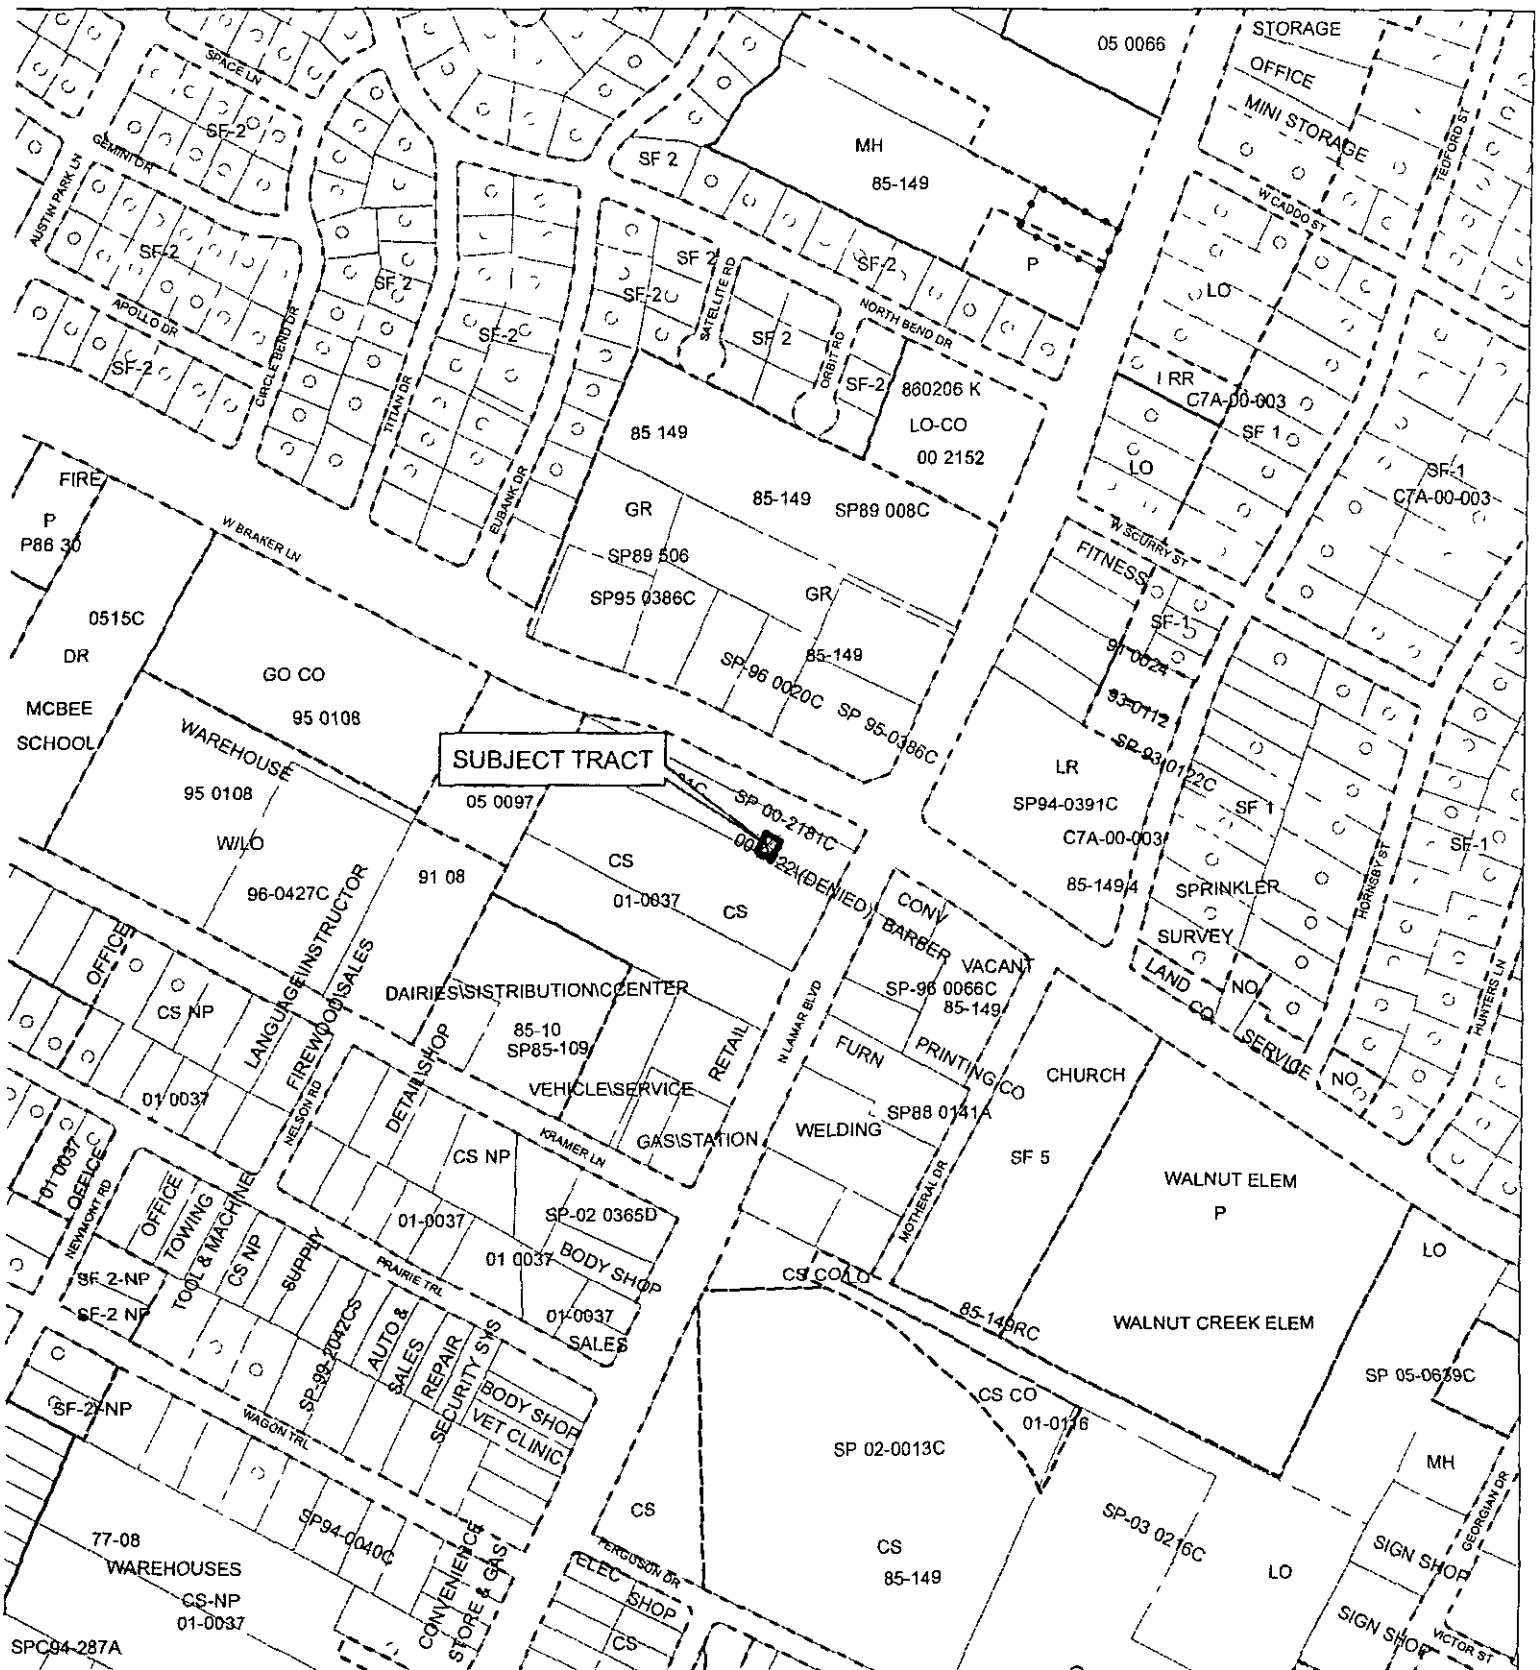 05 0066
STORAGE
OFFICE
MINI STORAGE
TEDFORD ST
SPACE LN
SF-2
GEMINI DR
AUSTIN PARK LN
SF 2
MH
85-149
W CADDO ST
SF-2
SF 2
SF 2
SF-2
SATELLITE RD
SF-2
P
LO
APOLLO DR
CIRCLE BEND DR
SF-2
SF-2
SF 2
NORTH BEND DR
ORBIT RD
SF-2
TITIAN DR
860206 K
LO-CO
00 2152
I RR
C7A-00-003
SF 1
LO
SF-1
C7A-00-003
85 149
85-149
SP89 008C
GR
SP89 506
SP95 0386C
EUBANK DR
FIRE
P
P86 30
W BRAKER LN
W SCURRY ST
FITNESS
GR
85-149
SF-1
91 0024
93-0112
SP-93-0122C
0515C
DR
MCBEE
SCHOOL
GO CO
95 0108
SP-96 0020C
SP 95-0386C
WAREHOUSE
95 0108
W/LO
96-0427C
SUBJECT TRACT
05 0097
91C
SP 00-2181C
LR
SP94-0391C
C7A-00-003
85-149 4
SF 1
SF-1
(DENIED)
CS
01-0037
CS
91 08
SPRINKLER
HORNSBY ST
CONV
BARBER
VACANT
SP-96 0066C
85-149
SURVEY
LAND
CO
NO
SERVICE
NO
HUNTERS LN
OFFICE
CS NP
LANGUAGE\INSTRUCTOR
FIREWOOD\SALES
DAIRIES\SISTRIBUTION\CCENTER
85-10
SP85-109
N LAMAR BLVD
RETAIL
FURN
PRINTING CO
CHURCH
DETAIL\SHOP
VEHICLE\SERVICE
NELSON RD
01 0037
SP88 0141A
WELDING
KRAMER LN
GAS\STATION
CS NP
SF 5
WALNUT ELEM
P
MOTHERAL DR
01 0037
OFFICE
NEWMONT RD
OFFICE
TOWING
TOOL & MACHINE
CS NP
SUPPLY
01-0037
SP-02 0365D
01 0037
BODY SHOP
LO
PRAIRIE TRL
CS CO
LO
SF 2-NP
SF-2 NP
01-0037
SALES
85-149RC
WALNUT CREEK ELEM
SP-99-2042CS
AUTO &
SALES
REPAIR
SECURITY SYS
SP 05-0639C
BODY SHOP
VET CLINIC
SF-2-NP
WAGON TRL
CS CO
01-0116
SP 02-0013C
MH
GEORGIAN DR
CS
SP94-0040C
SP-03 0216C
77-08
WAREHOUSES
CS-NP
01-0037
CONVENIENCE
STORE & GAS
FERGUSON DR
ELEC
SHOP
CS
CS
85-149
LO
SIGN SHOP
SIGN SHOP
VICTOR ST
SPC94-287A